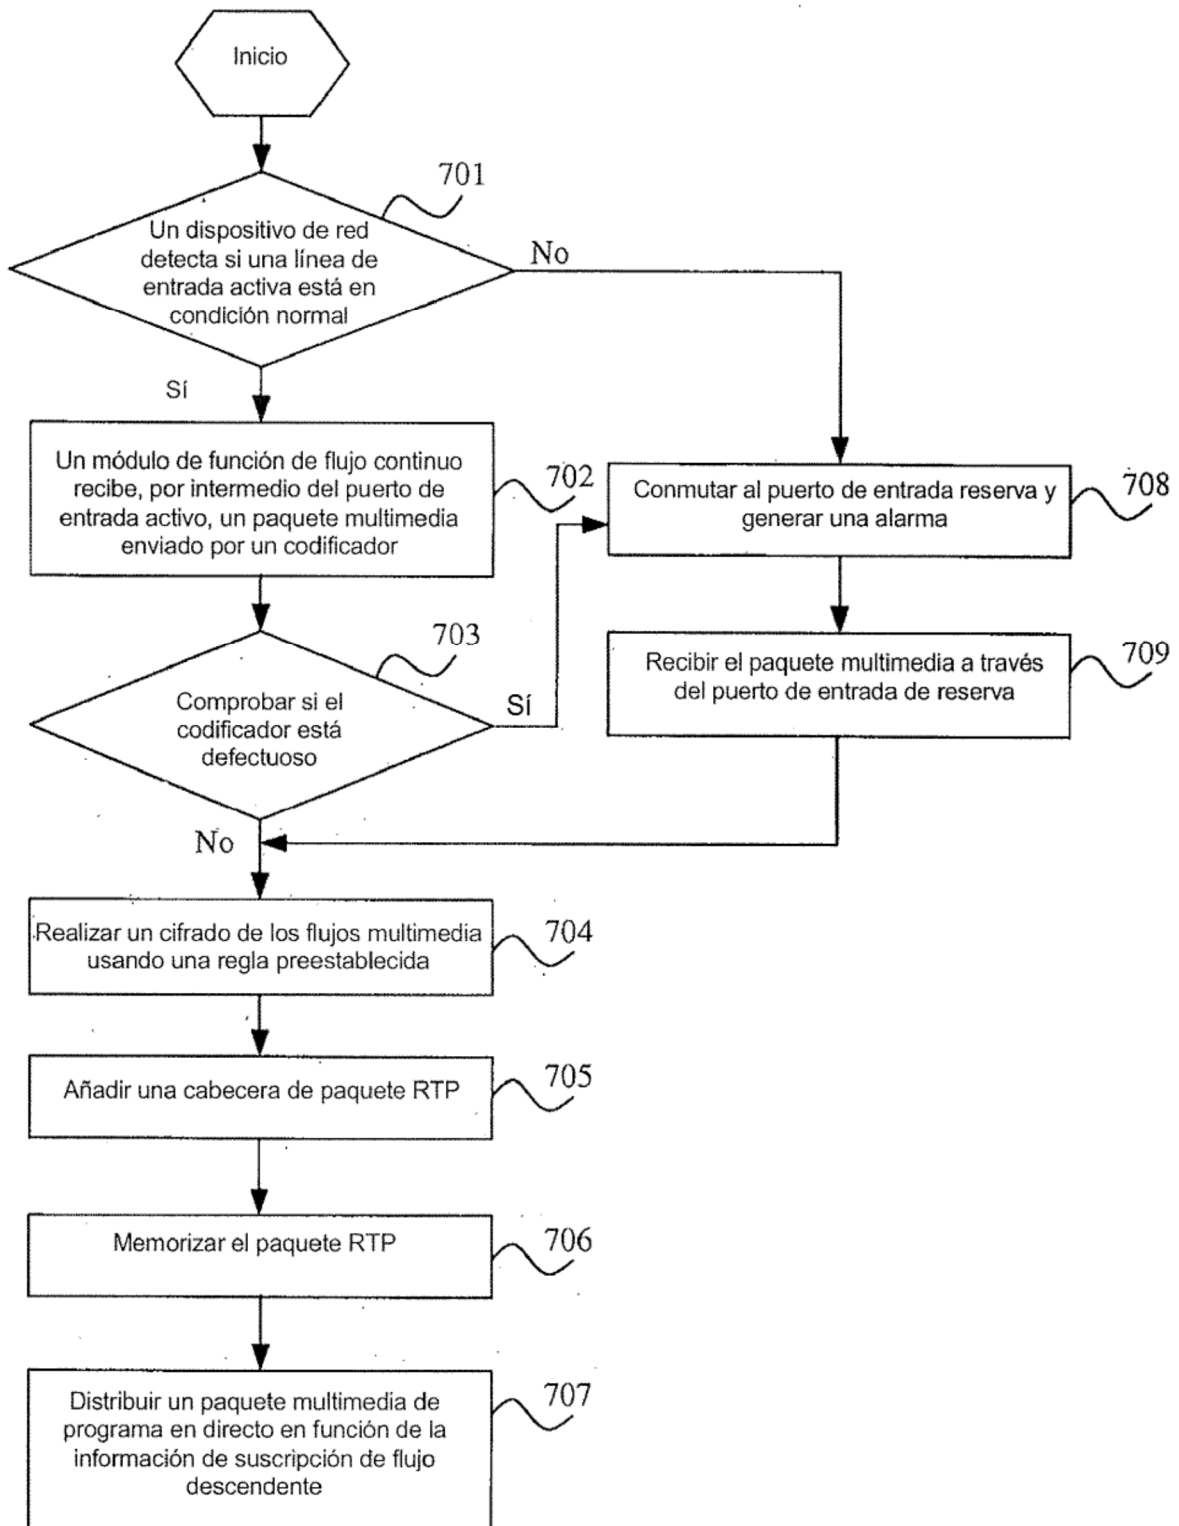 Inicio
701
Un dispositivo de red
detecta si una línea de
entrada activa está en
condición normal
No
Sí
Un módulo de función de flujo continuo
recibe, por intermedio del puerto de
entrada activo, un paquete multimedia
enviado por un codificador
702
Conmutar al puerto de entrada reserva y
generar una alarma
708
703
Comprobar si el
codificador está
defectuoso
Sí
Recibir el paquete multimedia a través
del puerto de entrada de reserva
709
No
Realizar un cifrado de los flujos multimedia
usando una regla preestablecida
704
Añadir una cabecera de paquete RTP
705
Memorizar el paquete RTP
706
Distribuir un paquete multimedia de
programa en directo en función de la
información de suscripción de flujo
descendente
707